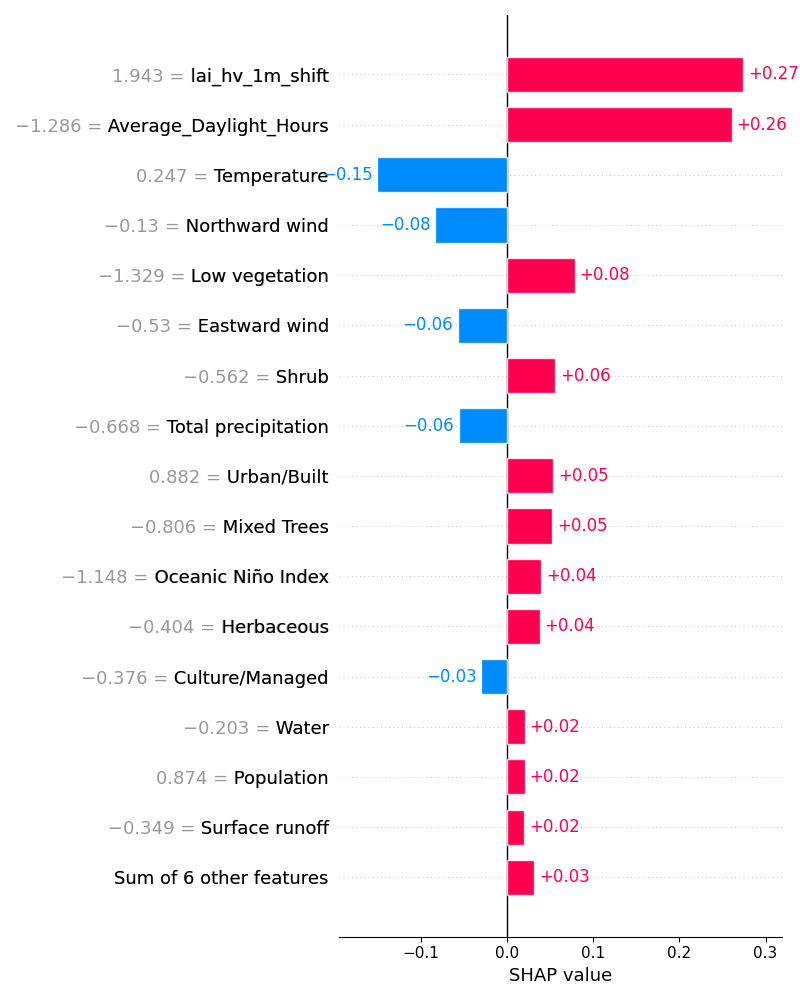 1.943 = lai_hv_1m_shift +0.27
−1.286 = Average_Daylight_Hours +0.26
0.247 = Temperature −0.15
−0.13 = Northward wind −0.08
−1.329 = Low vegetation +0.08
−0.53 = Eastward wind −0.06
−0.562 = Shrub +0.06
−0.668 = Total precipitation −0.06
0.882 = Urban/Built +0.05
−0.806 = Mixed Trees +0.05
−1.148 = Oceanic Niño Index +0.04
−0.404 = Herbaceous +0.04
−0.376 = Culture/Managed −0.03
−0.203 = Water +0.02
0.874 = Population +0.02
−0.349 = Surface runoff +0.02
Sum of 6 other features +0.03
−0.1 0.0 0.1 0.2 0.3
SHAP value